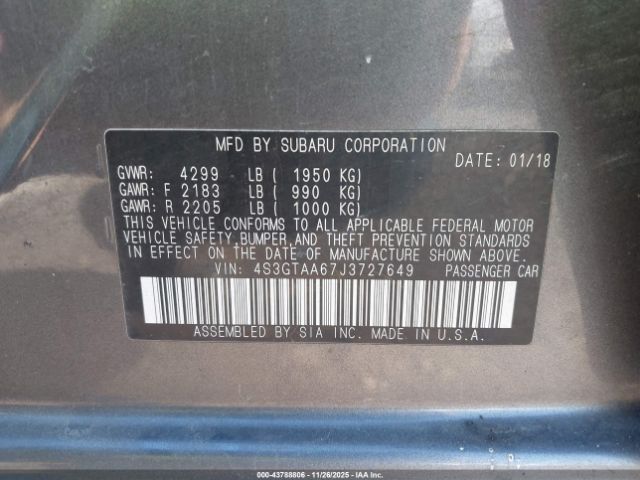 MFD BY SUBARU CORPORATION
DATE: 01/18
GVWR: 4299 LB ( 1950 KG)
GAWR: F 2183 LB ( 990 KG)
GAWR: R 2205 LB ( 1000 KG)
THIS VEHICLE CONFORMS TO ALL APPLICABLE FEDERAL MOTOR
VEHICLE SAFETY, BUMPER, AND THEFT PREVENTION STANDARDS
IN EFFECT ON THE DATE OF MANUFACTURE SHOWN ABOVE.
VIN: 4S3GTAA67J3727649 PASSENGER CAR
ASSEMBLED BY SIA INC. MADE IN U.S.A.
000-43788806 - 11/26/2025 - IAA Inc.